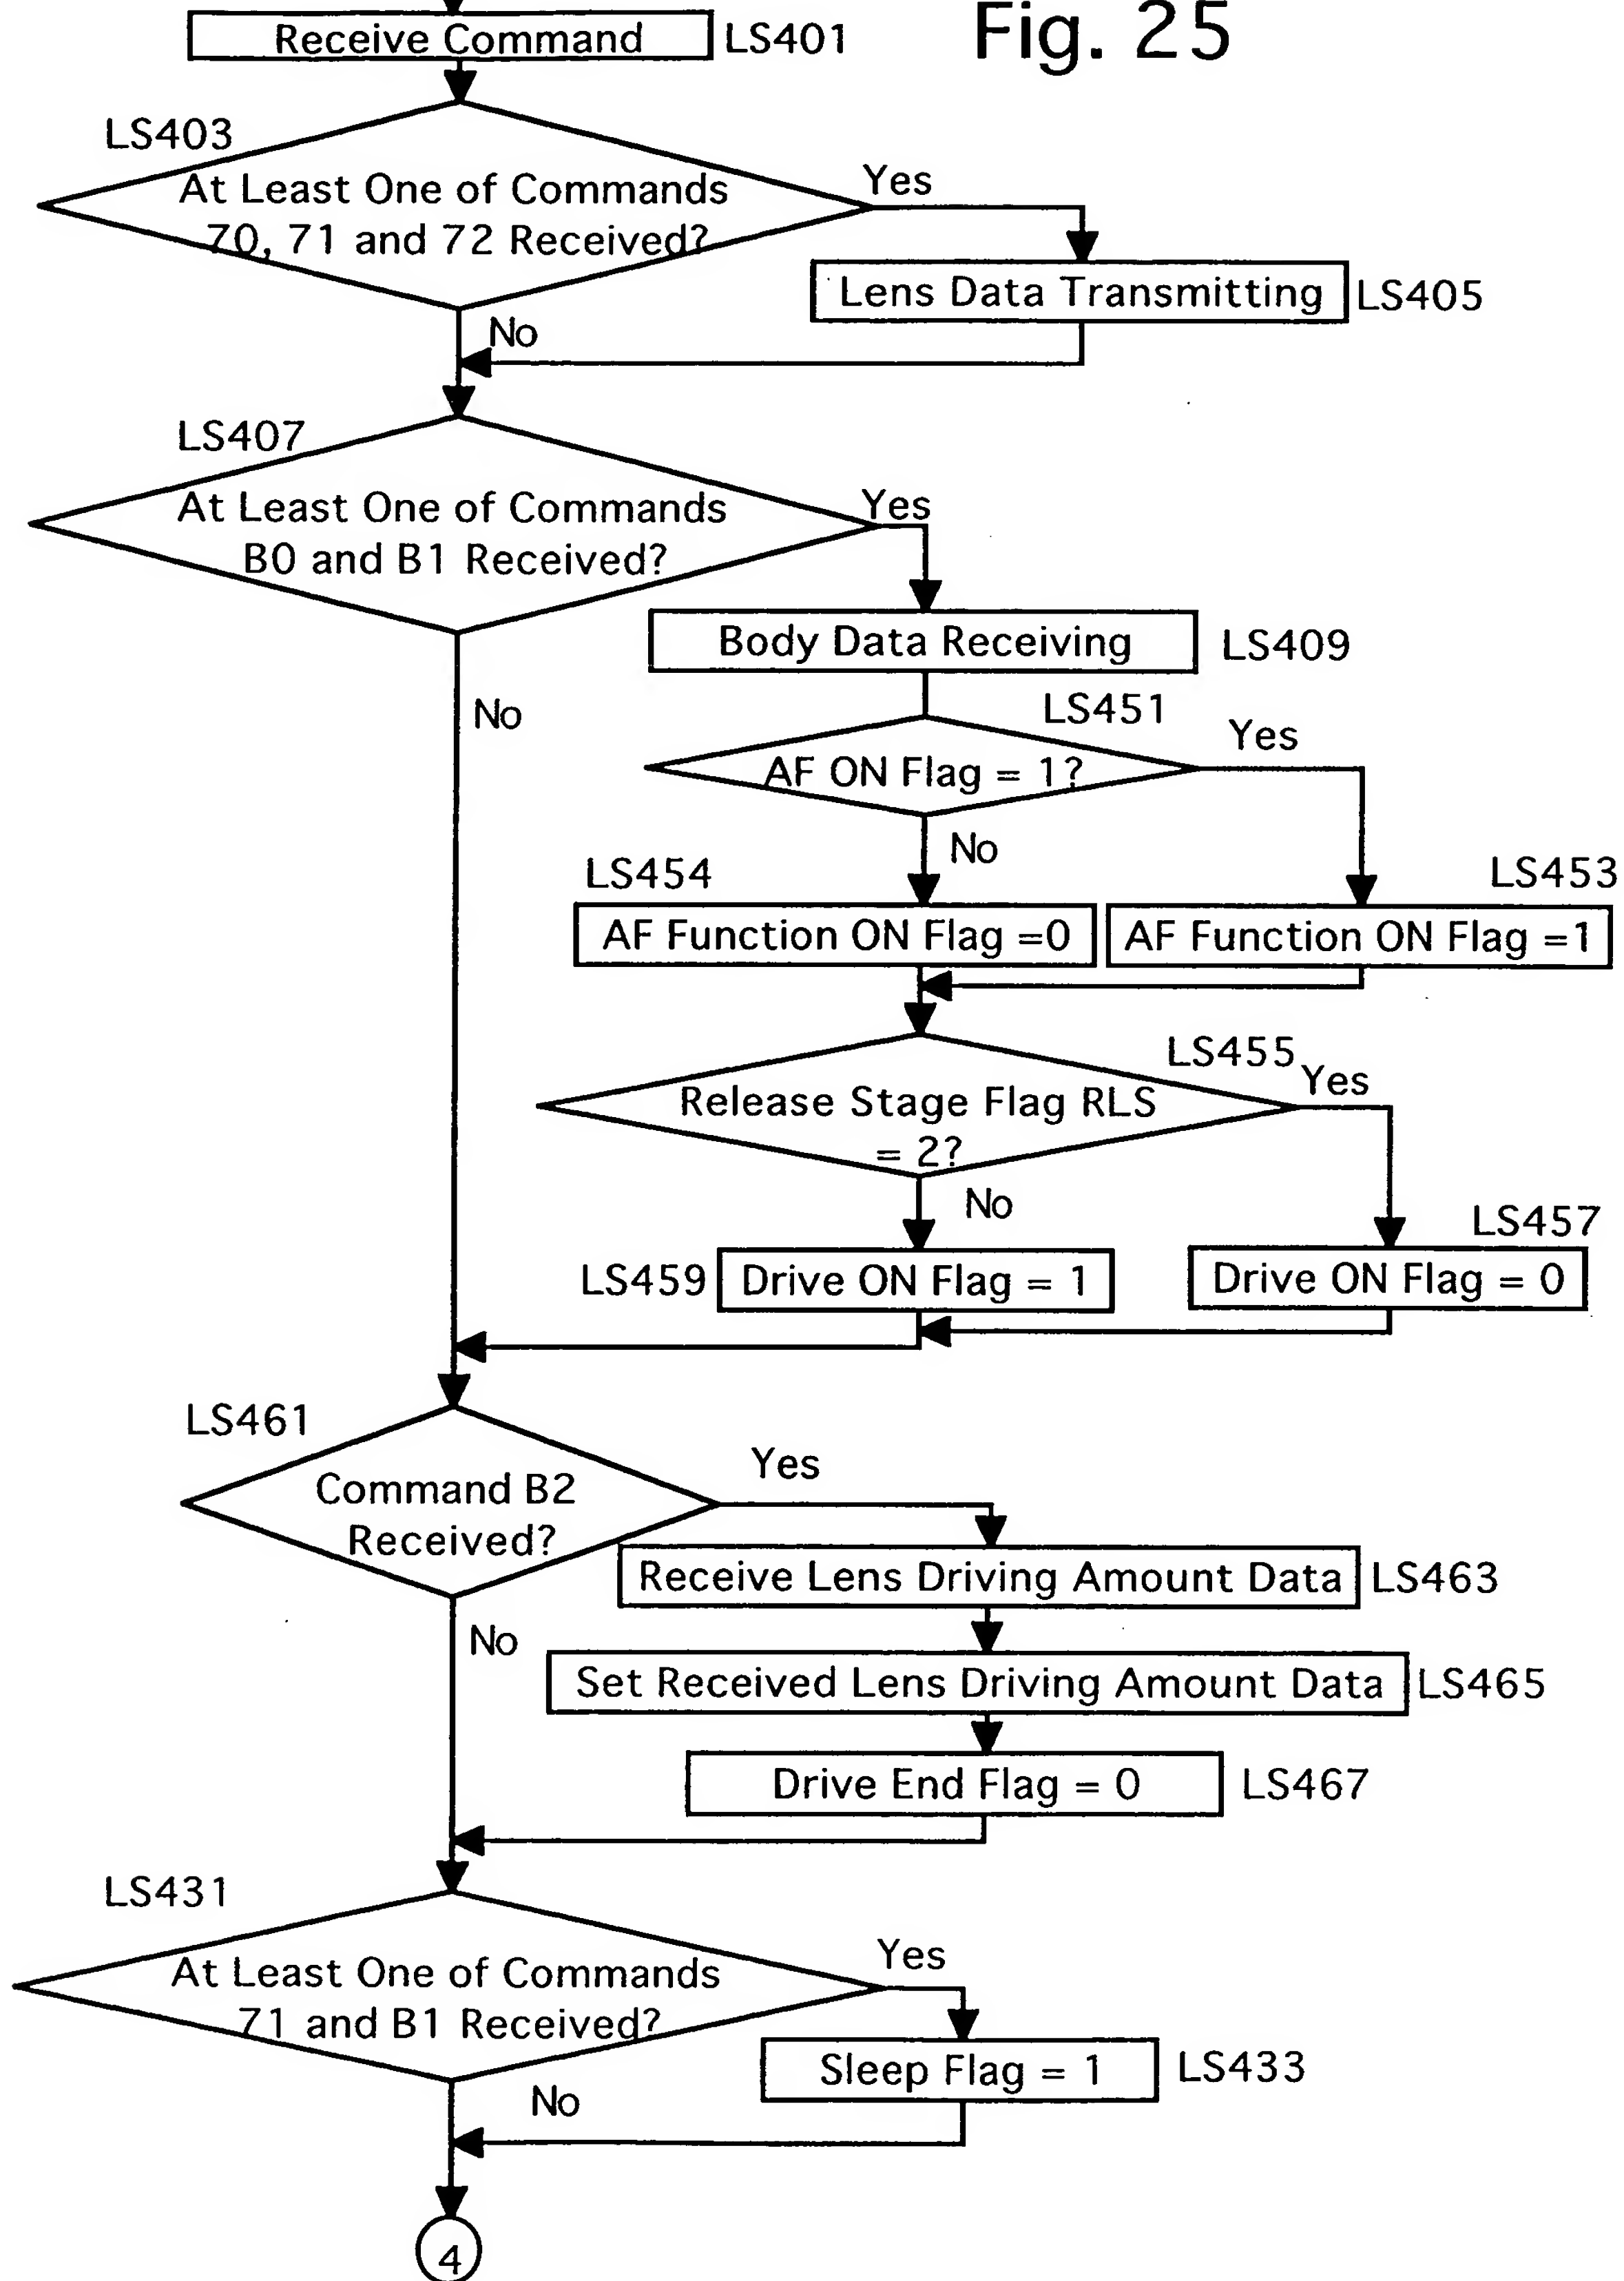 Fig. 25
Receive Command
LS401
LS403
At Least One of Commands
70, 71 and 72 Received?
Yes
Lens Data Transmitting
LS405
No
LS407
At Least One of Commands
B0 and B1 Received?
Yes
Body Data Receiving
LS409
No
LS451
AF ON Flag = 1?
Yes
No
LS454
LS453
AF Function ON Flag =0
AF Function ON Flag =1
LS455
Release Stage Flag RLS
= 2?
Yes
No
LS457
LS459
Drive ON Flag = 1
Drive ON Flag = 0
LS461
Command B2
Received?
Yes
Receive Lens Driving Amount Data
LS463
No
Set Received Lens Driving Amount Data
LS465
Drive End Flag = 0
LS467
LS431
At Least One of Commands
71 and B1 Received?
Yes
Sleep Flag = 1
LS433
No
4